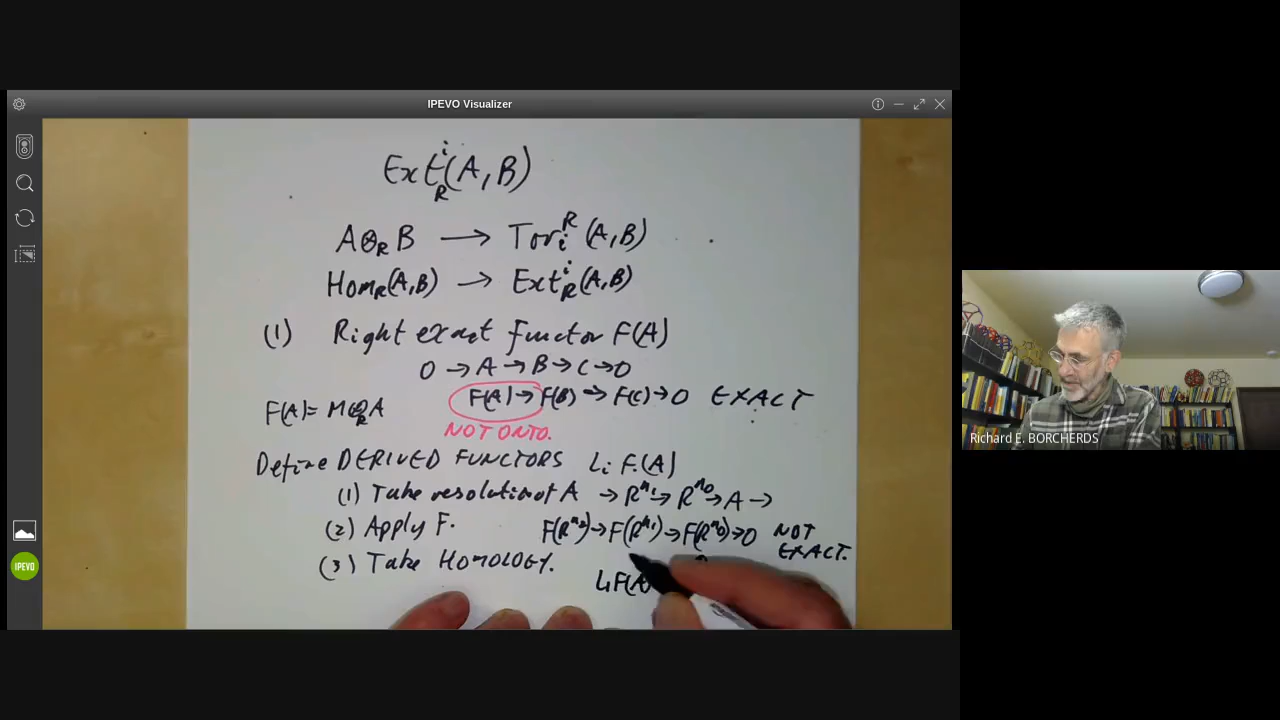 IPEVO Visualizer
Ext^i_R(A,B)
A⊗_R B → Tor_i^R(A,B)
Hom_R(A,B) → Ext^i_R(A,B)
(1) Right exact functor F(A)
0 → A → B → C → 0
F(A) → F(B) → F(C) → 0 EXACT
F(A) = M⊗_R A
NOT ONTO.
Define DERIVED FUNCTORS L_i F(A)
(1) Take resolution of A → R^{n_1} → R^{n_0} → A →
(2) Apply F. F(R^{n_2}) → F(R^{n_1}) → F(R^{n_0}) → 0 NOT EXACT.
(3) Take HOMOLOGY.
L_1F(A)
Richard E. BORCHERDS
IPEVO